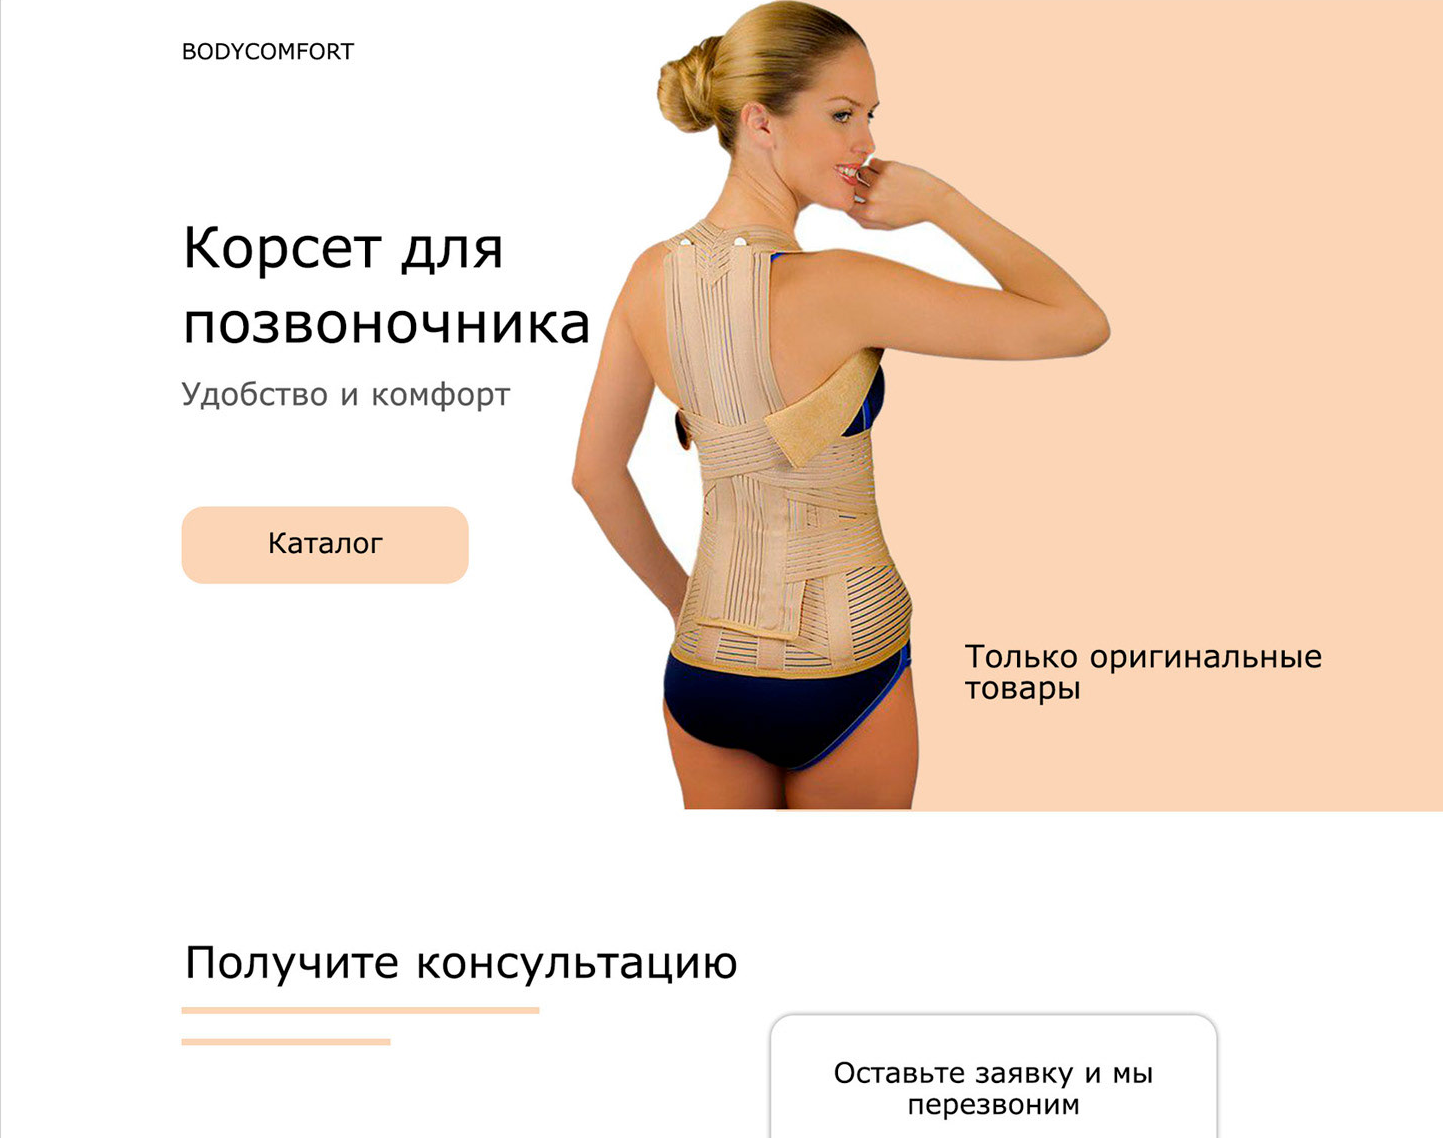 BODYCOMFORT
Корсет для
позвоночника
Удобство и комфорт
Каталог
Только оригинальные
товары
Получите консультацию
Оставьте заявку и мы
перезвоним